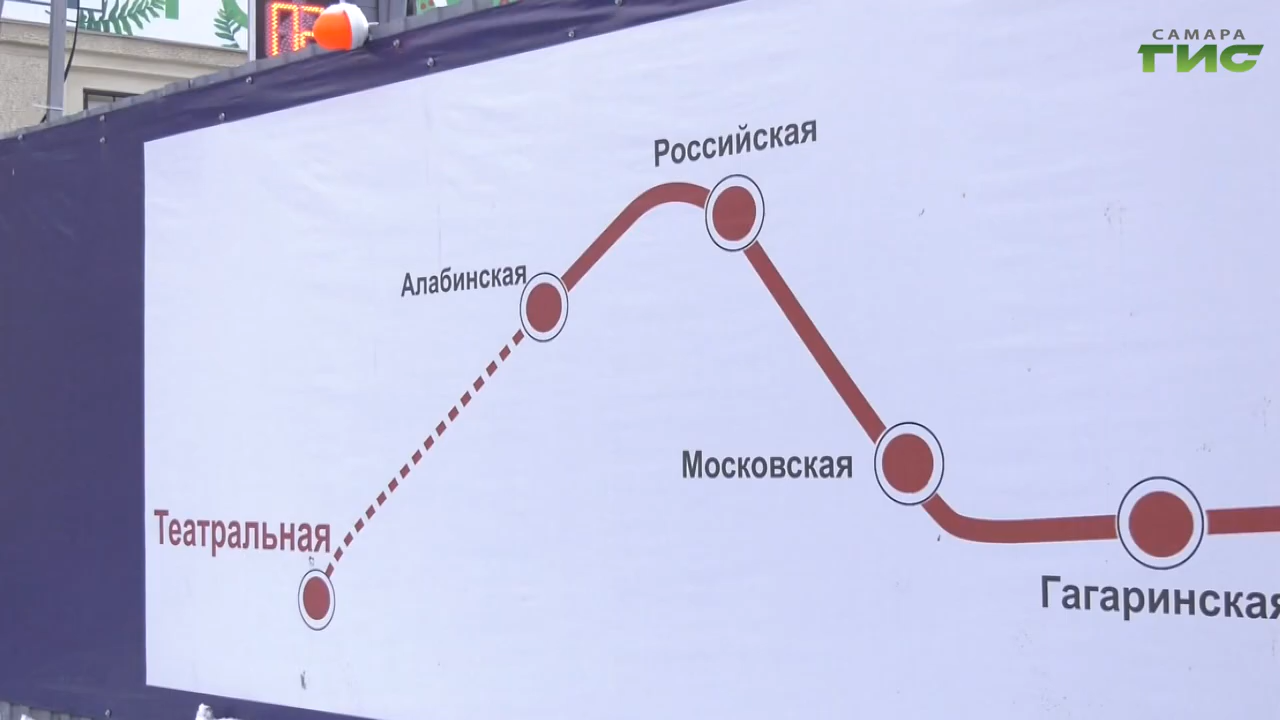 САМАРА
ГИС
Российская
Алабинская
Московская
Театральная
Гагаринская